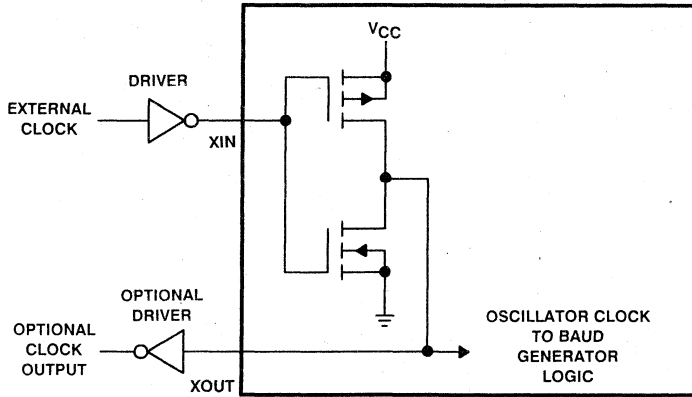 VCC
DRIVER
EXTERNAL
CLOCK
XIN
OPTIONAL
DRIVER
OPTIONAL
CLOCK
OUTPUT
XOUT
OSCILLATOR CLOCK
TO BAUD
GENERATOR
LOGIC